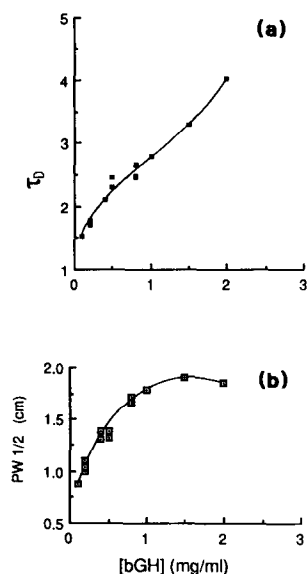 (a)
5
4
3
2
1
τD
0 1 2 3
(b)
2.0
1.5
1.0
0.5
PW 1/2 (cm)
0 1 2 3
[bGH] (mg/ml)